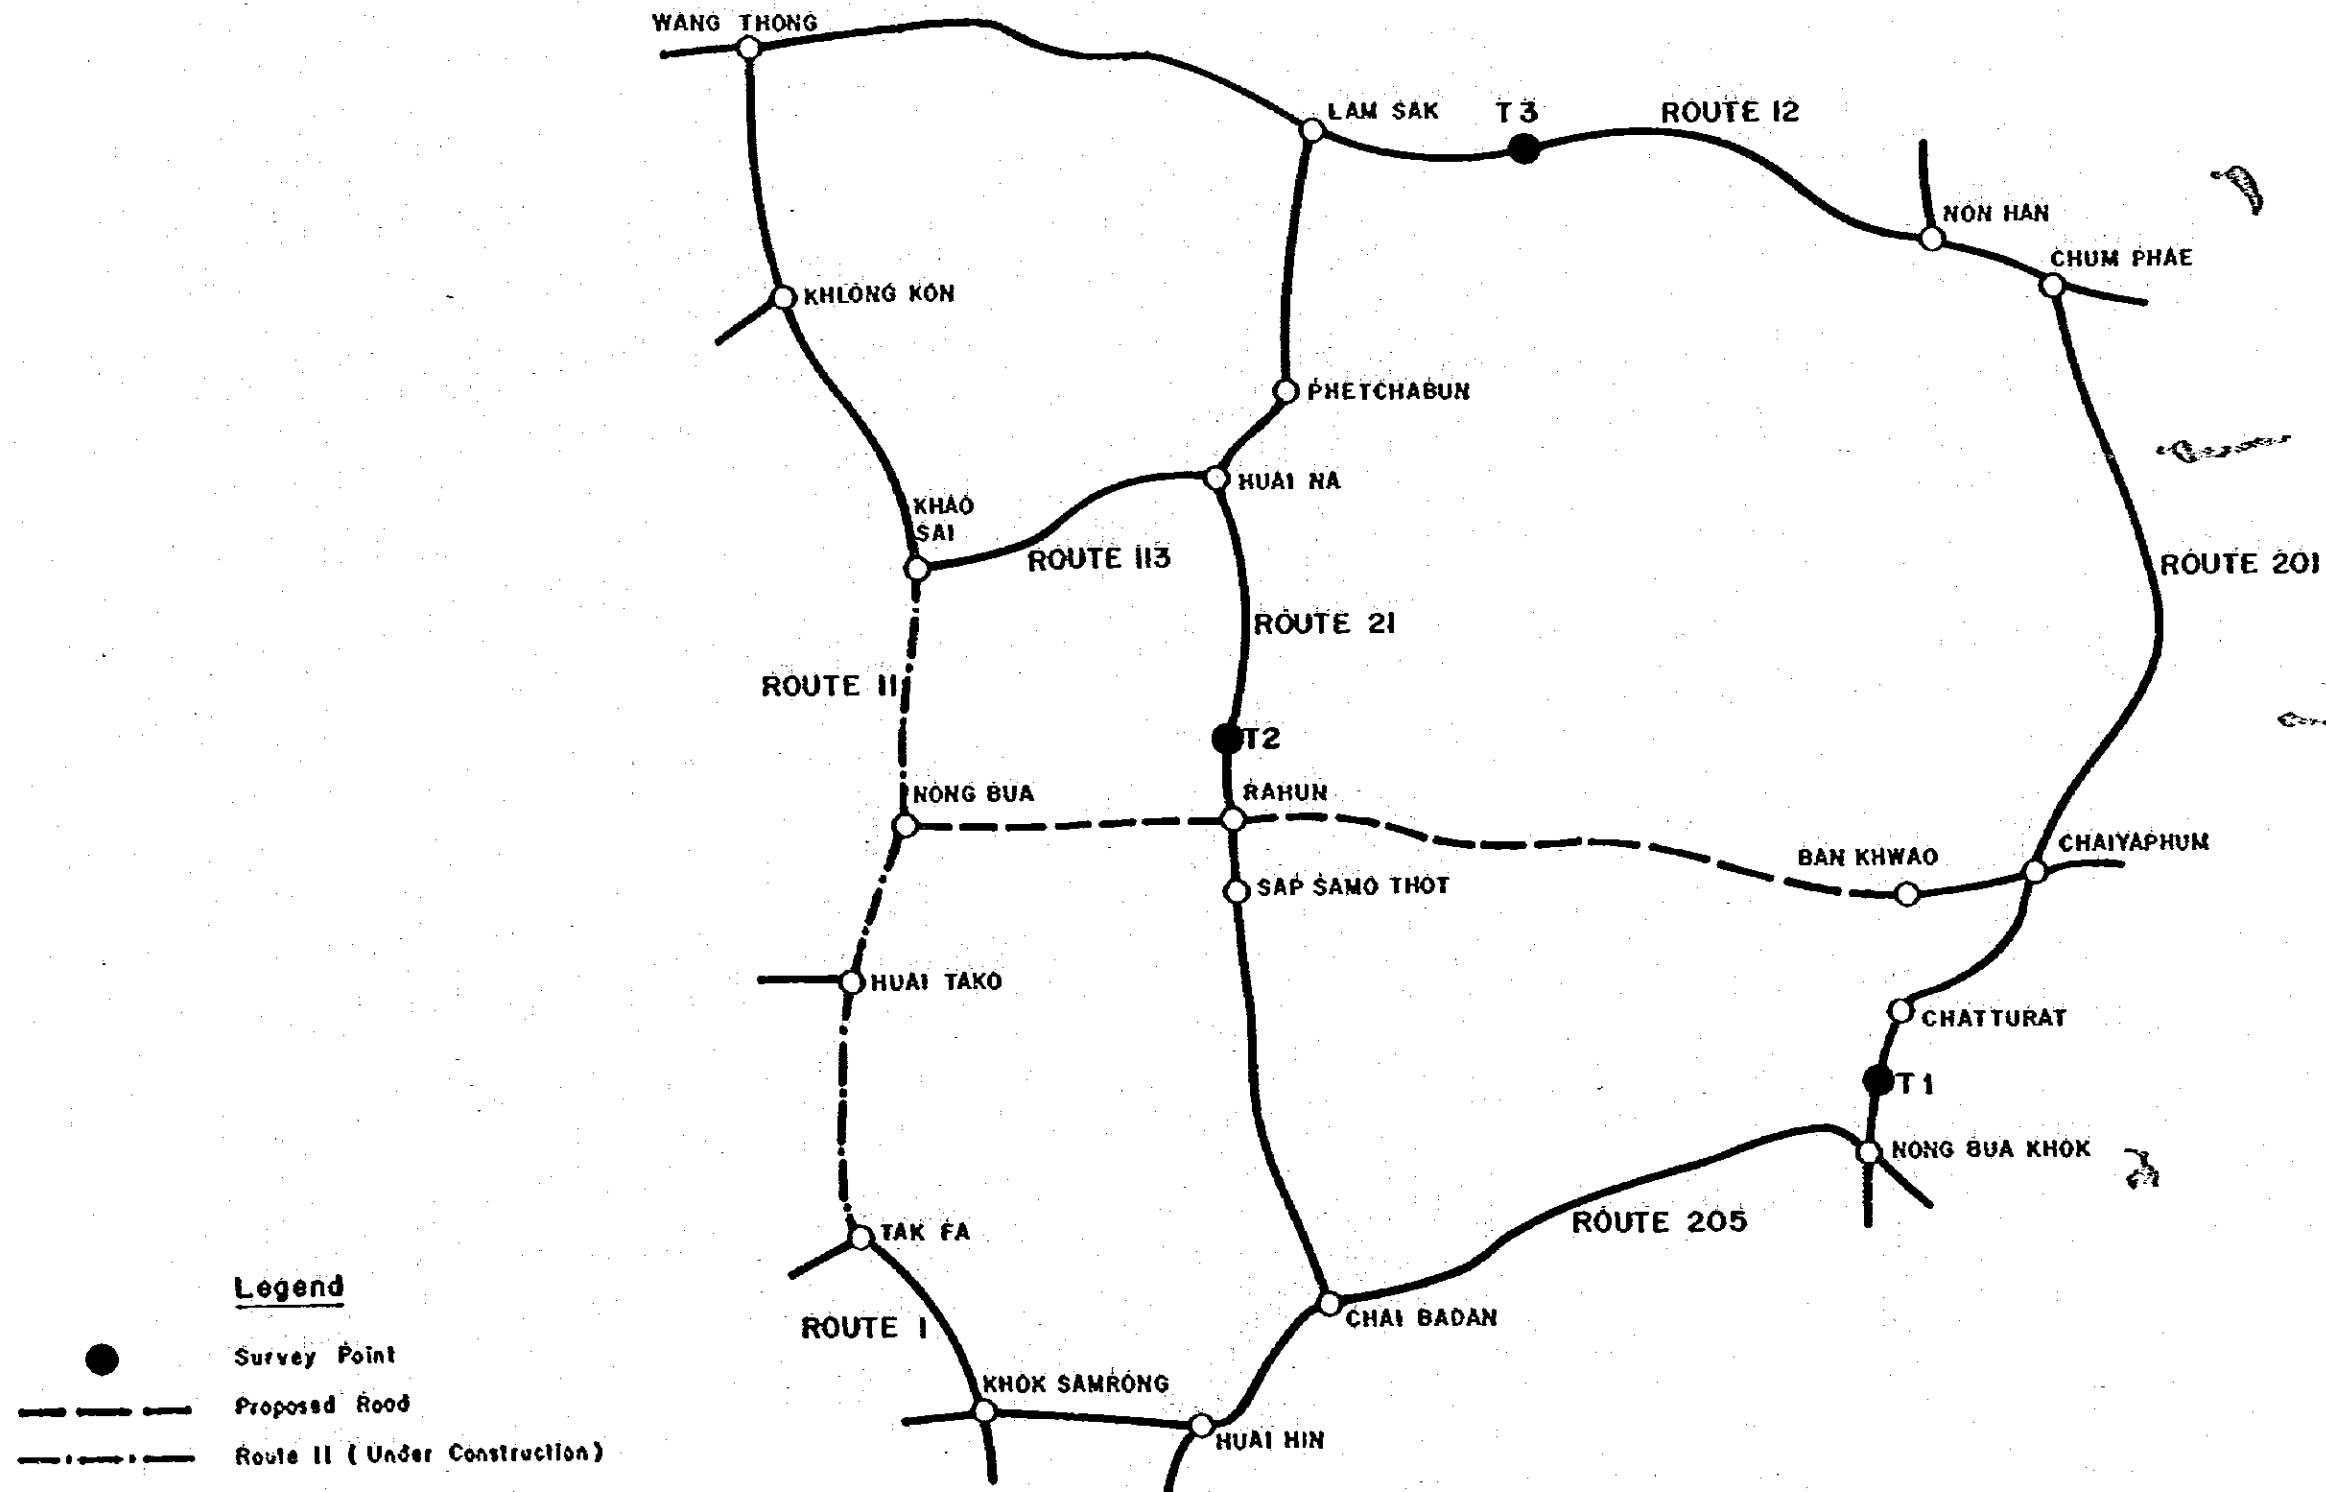 WANG THONG
LAM SAK
T3
ROUTE 12
NON HAN
CHUM PHAE
KHLONG KON
PHETCHABUN
HUAI NA
KHAO
SAI
ROUTE 113
ROUTE 201
ROUTE 21
ROUTE 11
T2
NONG BUA
RAHUN
CHAIYAPHUM
BAN KHWAO
SAP SAMO THOT
HUAI TAKO
CHATTURAT
T1
NONG BUA KHOK
ROUTE 205
TAK FA
Legend
CHAI BADAN
ROUTE 1
Survey Point
KHOK SAMRONG
Proposed Road
HUAI HIN
Route 11 (Under Construction)